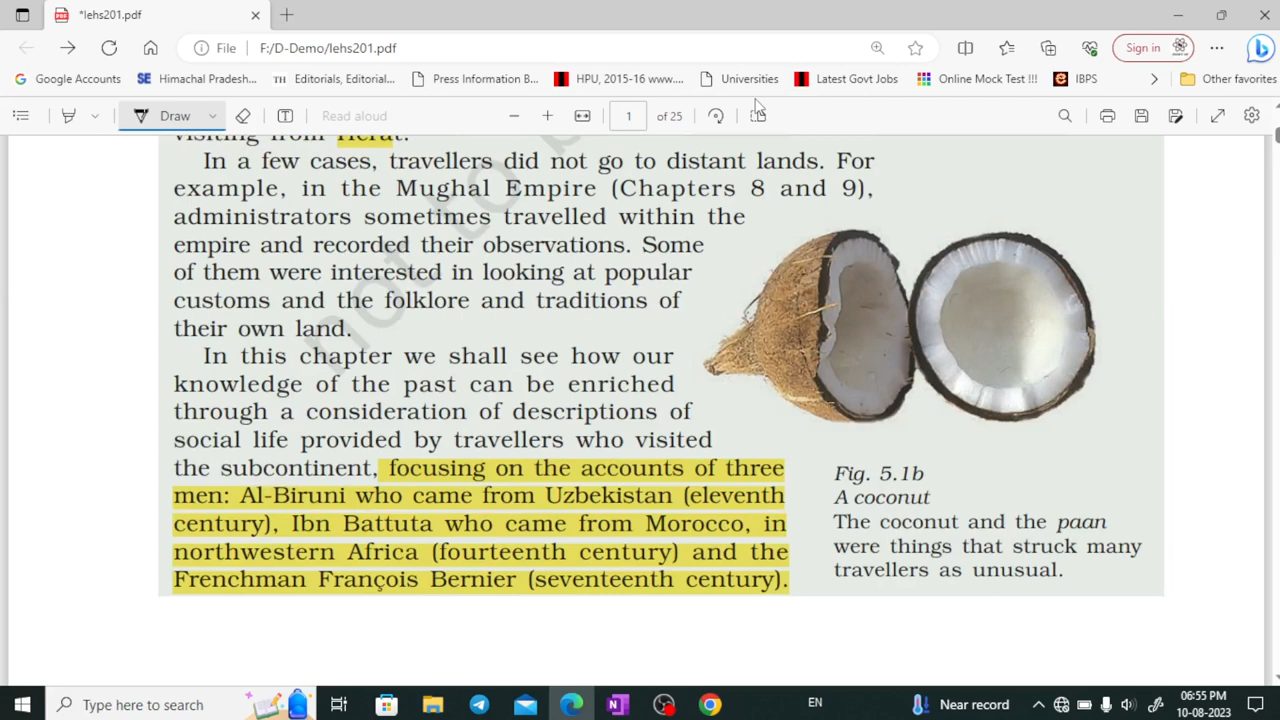 *lehs201.pdf
File F:/D-Demo/lehs201.pdf Sign in
Google Accounts SE Himachal Pradesh... TH Editorials, Editorial... Press Information B... HPU, 2015-16 www.... Universities Latest Govt Jobs Online Mock Test !!! e IBPS Other favorites
Draw Read aloud 1 of 25
visiting from Herat.
In a few cases, travellers did not go to distant lands. For
example, in the Mughal Empire (Chapters 8 and 9),
administrators sometimes travelled within the
empire and recorded their observations. Some
of them were interested in looking at popular
customs and the folklore and traditions of
their own land.
In this chapter we shall see how our
knowledge of the past can be enriched
through a consideration of descriptions of
social life provided by travellers who visited
the subcontinent, focusing on the accounts of three
men: Al-Biruni who came from Uzbekistan (eleventh
century), Ibn Battuta who came from Morocco, in
northwestern Africa (fourteenth century) and the
Frenchman François Bernier (seventeenth century).
Fig. 5.1b
A coconut
The coconut and the paan
were things that struck many
travellers as unusual.
not to b
Type here to search EN Near record 06:55 PM
10-08-2023